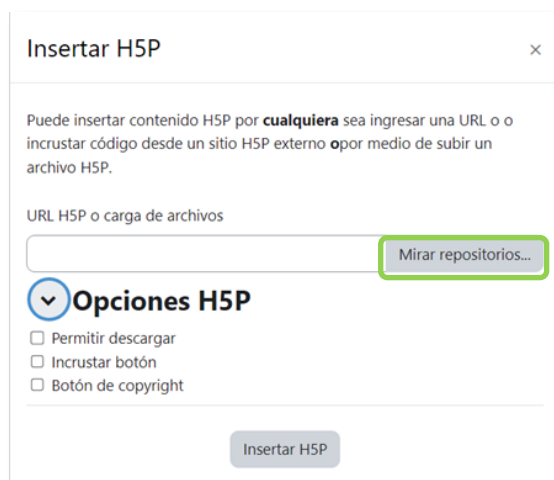 Insertar H5P
×
Puede insertar contenido H5P por cualquiera sea ingresar una URL o o
incrustar código desde un sitio H5P externo opor medio de subir un
archivo H5P.
URL H5P o carga de archivos
Mirar repositorios...
Opciones H5P
Permitir descargar
Incrustar botón
Botón de copyright
Insertar H5P